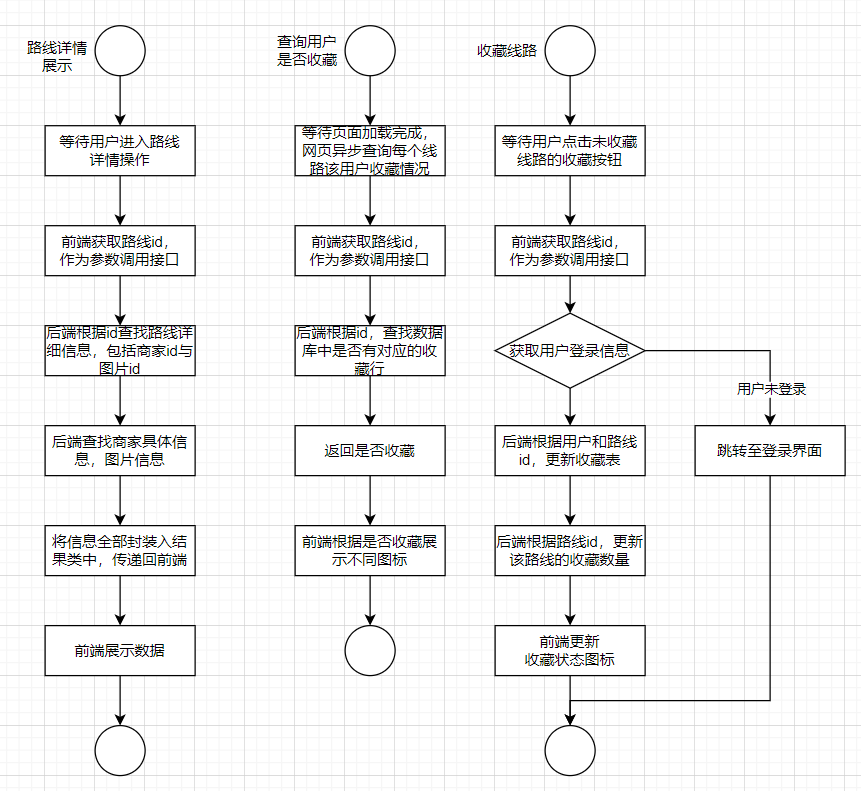 路线详情
展示
等待用户进入路线
详情操作
前端获取路线id，
作为参数调用接口
后端根据id查找路线详
细信息，包括商家id与
图片id
后端查找商家具体信
息，图片信息
将信息全部封装入结
果类中，传递回前端
前端展示数据
查询用户
是否收藏
等待页面加载完成，
网页异步查询每个线
路该用户收藏情况
前端获取路线id，
作为参数调用接口
后端根据id，查找数据
库中是否有对应的收
藏行
返回是否收藏
前端根据是否收藏展
示不同图标
收藏线路
等待用户点击未收藏
线路的收藏按钮
前端获取路线id，
作为参数调用接口
获取用户登录信息
用户未登录
跳转至登录界面
后端根据用户和路线
id，更新收藏表
后端根据路线id，更新
该路线的收藏数量
前端更新
收藏状态图标